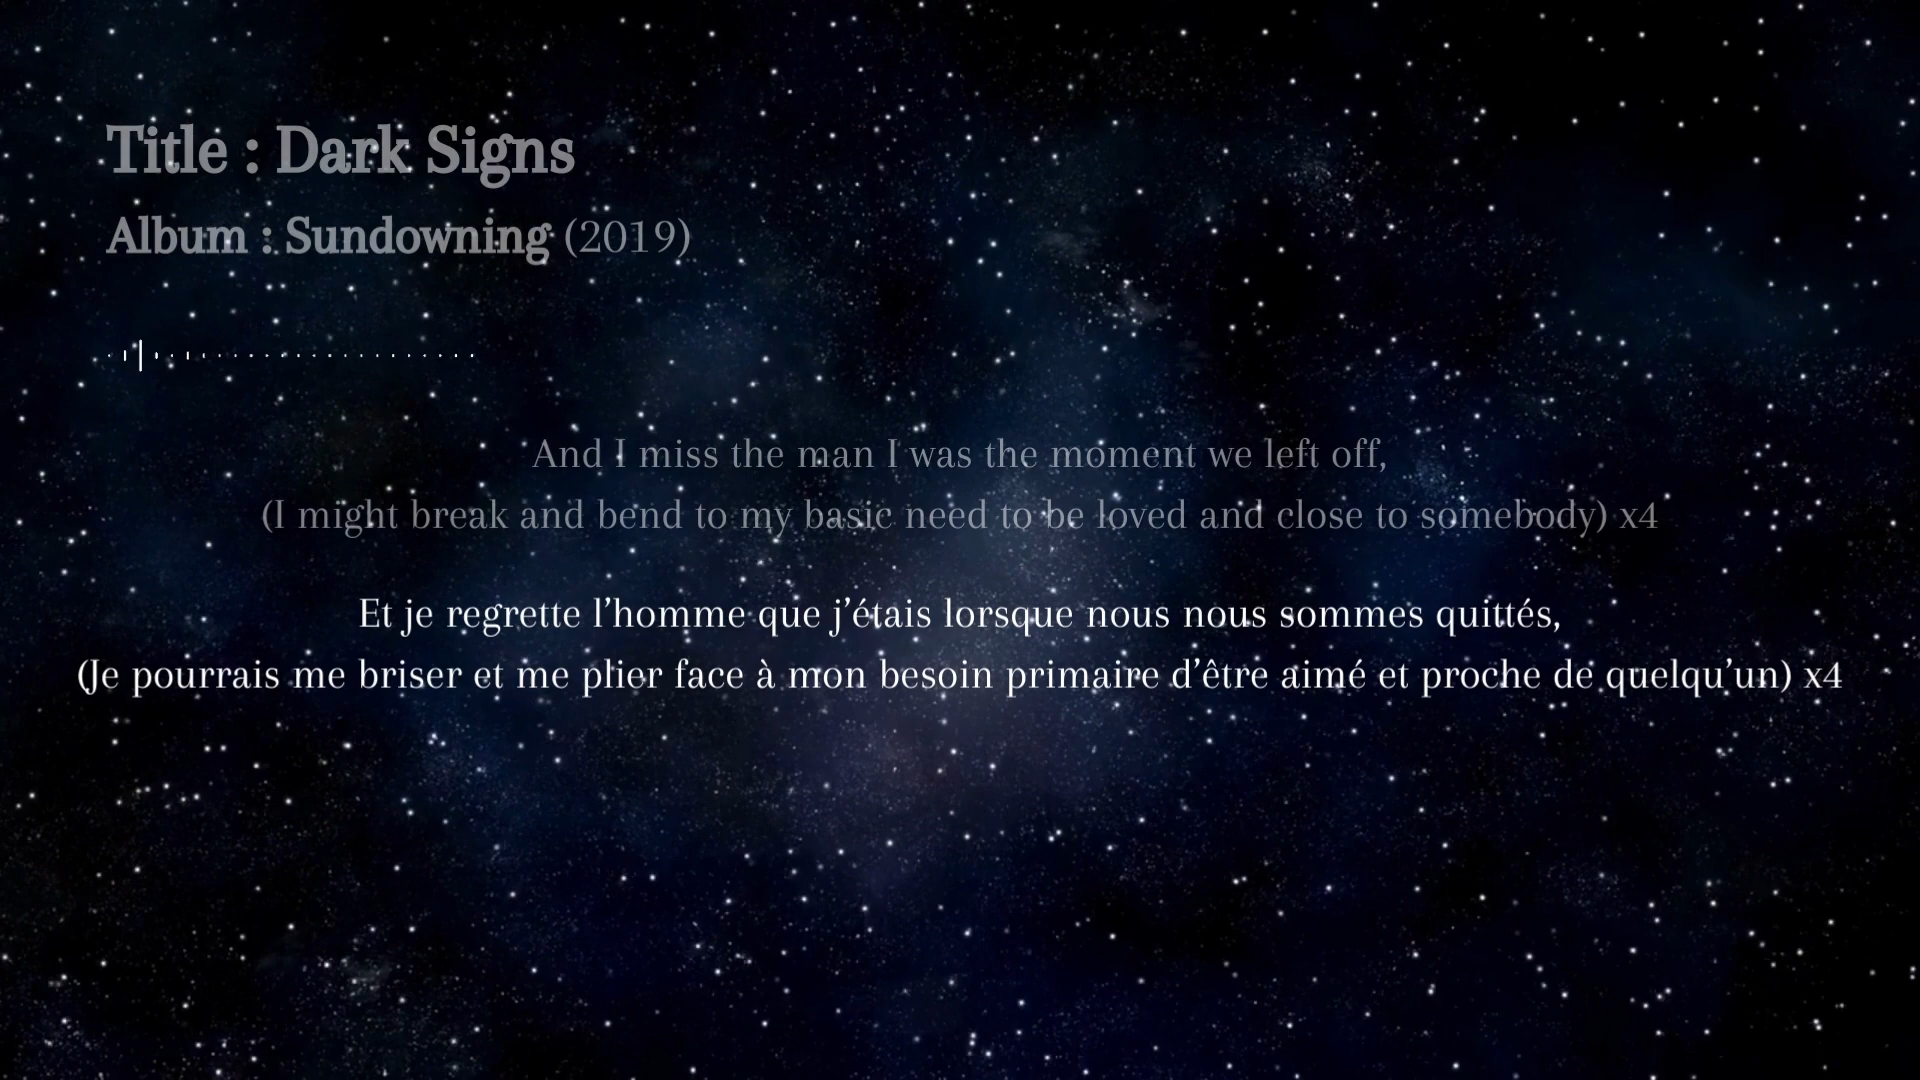 Title : Dark Signs
Album : Sundowning (2019)
And I miss the man I was the moment we left off,
(I might break and bend to my basic need to be loved and close to somebody) x4
Et je regrette l’homme que j’étais lorsque nous nous sommes quittés,
(Je pourrais me briser et me plier face à mon besoin primaire d’être aimé et proche de quelqu’un) x4